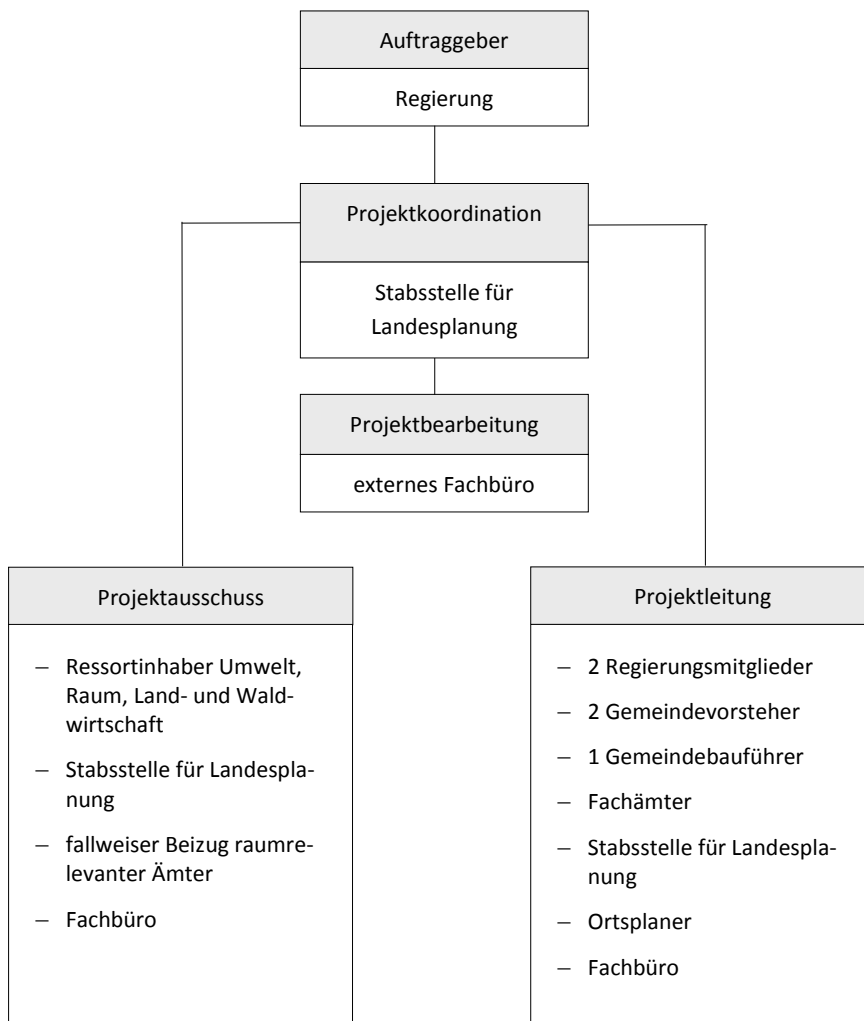 Auftraggeber
Regierung
Projektkoordination
Stabsstelle für
Landesplanung
Projektbearbeitung
externes Fachbüro
Projektausschuss
– Ressortinhaber Umwelt,
Raum, Land- und Wald-
wirtschaft
– Stabsstelle für Landespla-
nung
– fallweiser Beizug raumre-
levanter Ämter
– Fachbüro
Projektleitung
– 2 Regierungsmitglieder
– 2 Gemeindevorsteher
– 1 Gemeindebauführer
– Fachämter
– Stabsstelle für Landespla-
nung
– Ortsplaner
– Fachbüro